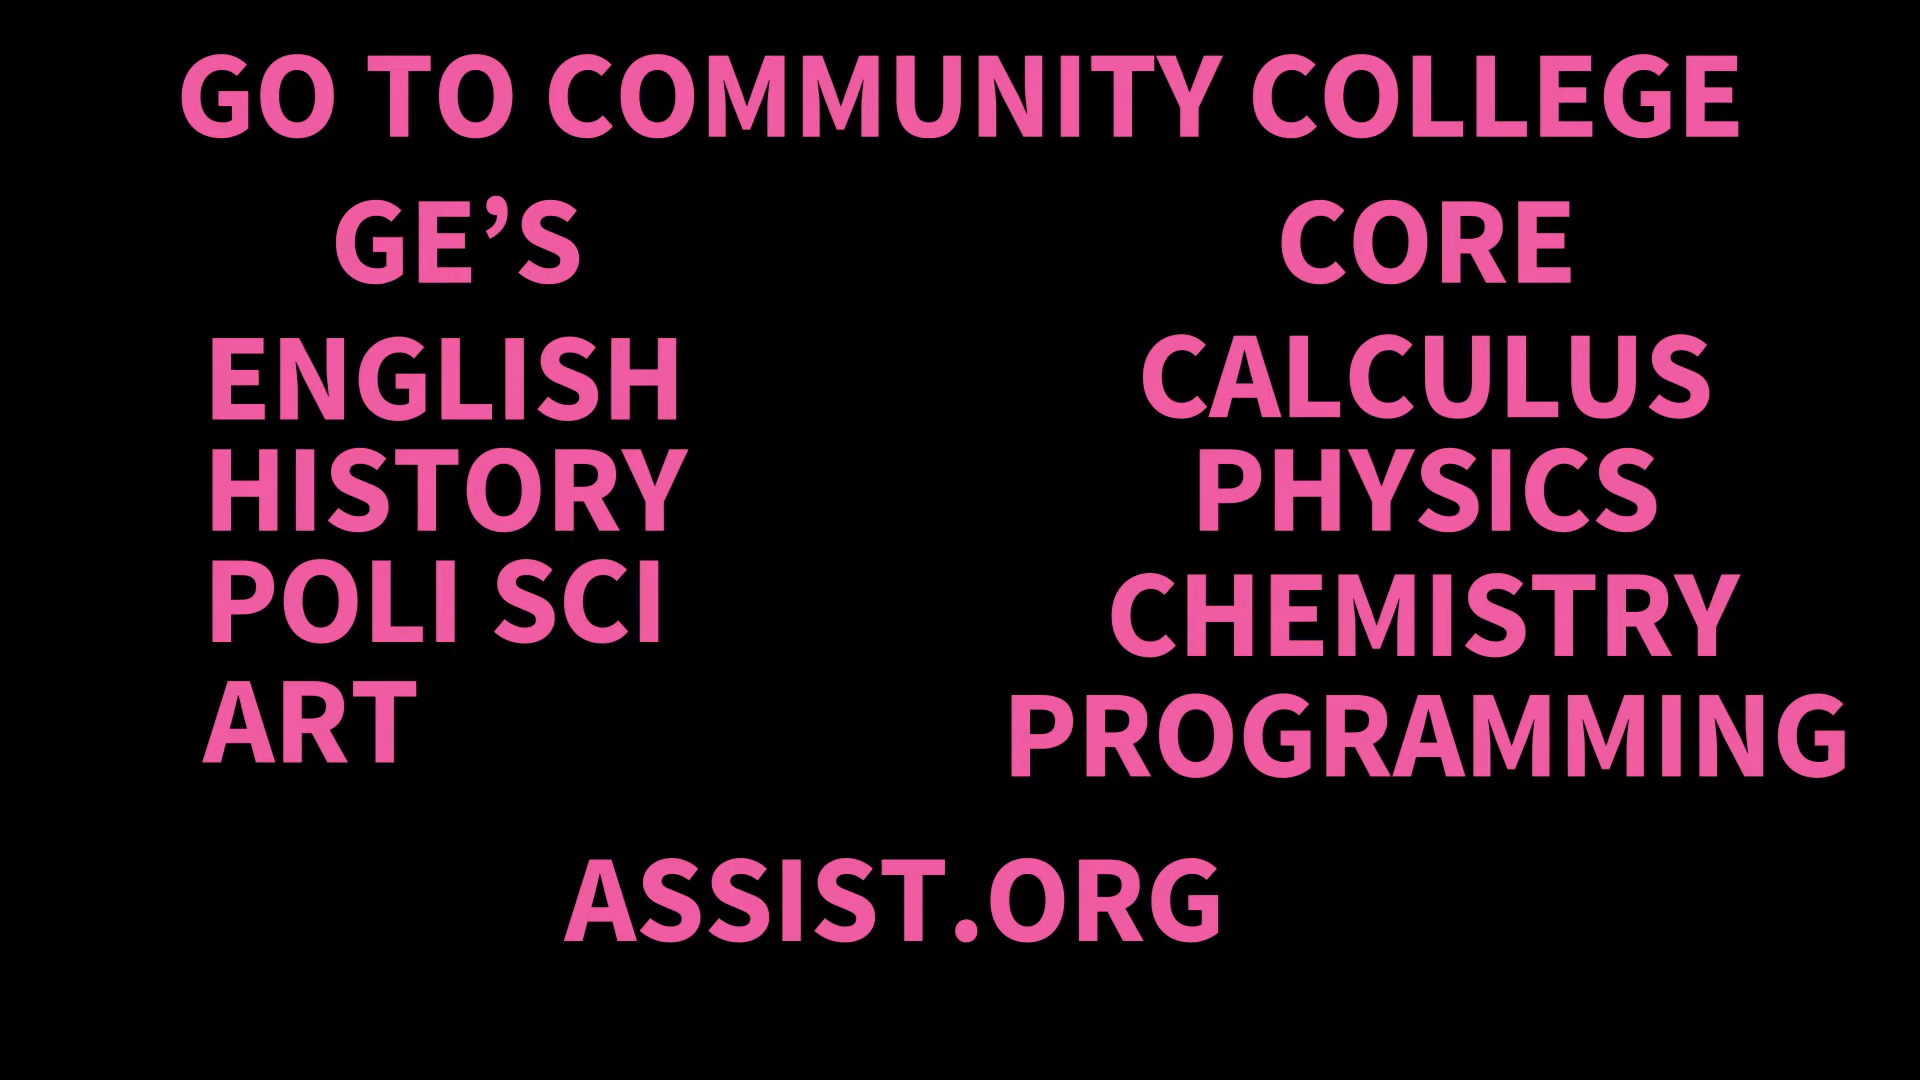 GO TO COMMUNITY COLLEGE
GE’S
ENGLISH
HISTORY
POLI SCI
ART
CORE
CALCULUS
PHYSICS
CHEMISTRY
PROGRAMMING
ASSIST.ORG